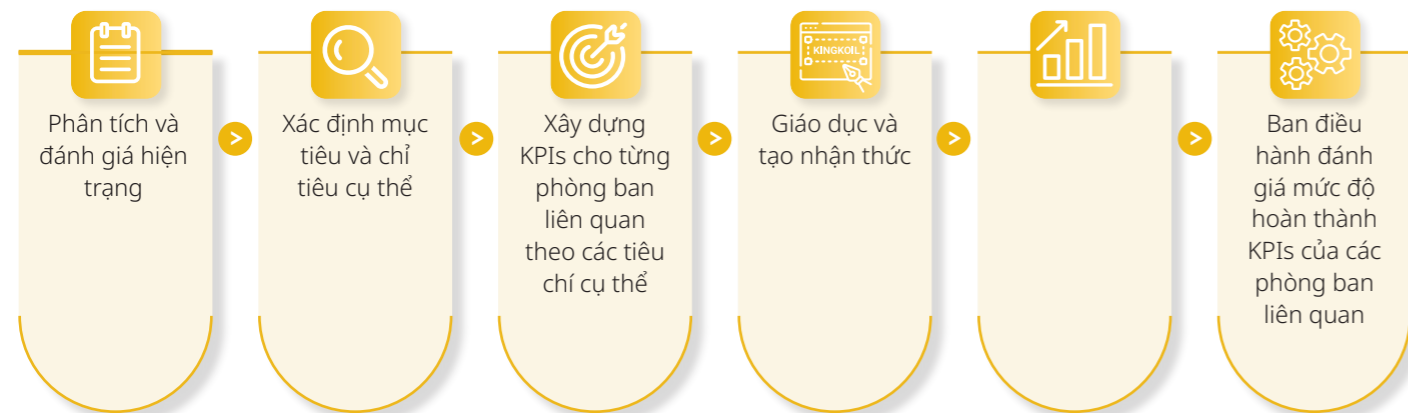 Phân tích và
đánh giá hiện
trạng
>
Xác định mục
tiêu và chỉ
tiêu cụ thể
>
Xây dựng
KPIs cho từng
phòng ban
liên quan
theo các tiêu
chí cụ thể
>
KINGKOIL
Giáo dục và
tạo nhận thức
>
>
Ban điều
hành đánh
giá mức độ
hoàn thành
KPIs của các
phòng ban
liên quan